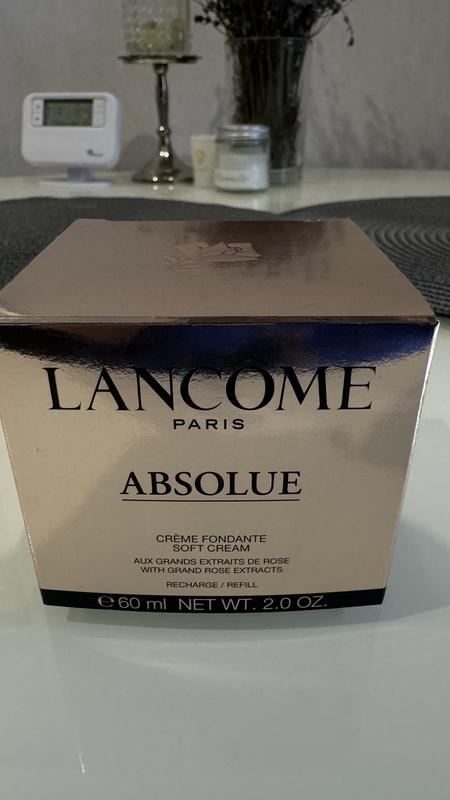 LANCÔME
PARIS
ABSOLUE
CRÈME FONDANTE
SOFT CREAM
AUX GRANDS EXTRAITS DE ROSE
WITH GRAND ROSE EXTRACTS
RECHARGE / REFILL
℮ 60 ml NET WT. 2.0 OZ.